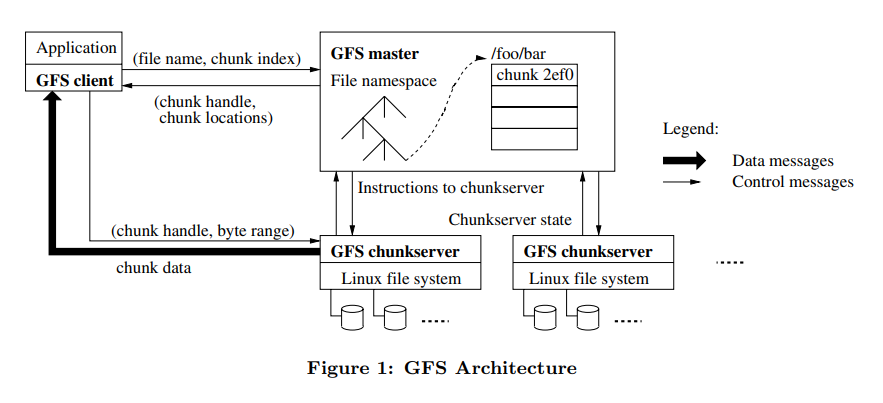 Application
GFS client
(file name, chunk index)
(chunk handle,
chunk locations)
GFS master
File namespace
/foo/bar
chunk 2ef0
Legend:
Data messages
Control messages
Instructions to chunkserver
Chunkserver state
(chunk handle, byte range)
chunk data
GFS chunkserver
Linux file system
GFS chunkserver
Linux file system
Figure 1: GFS Architecture